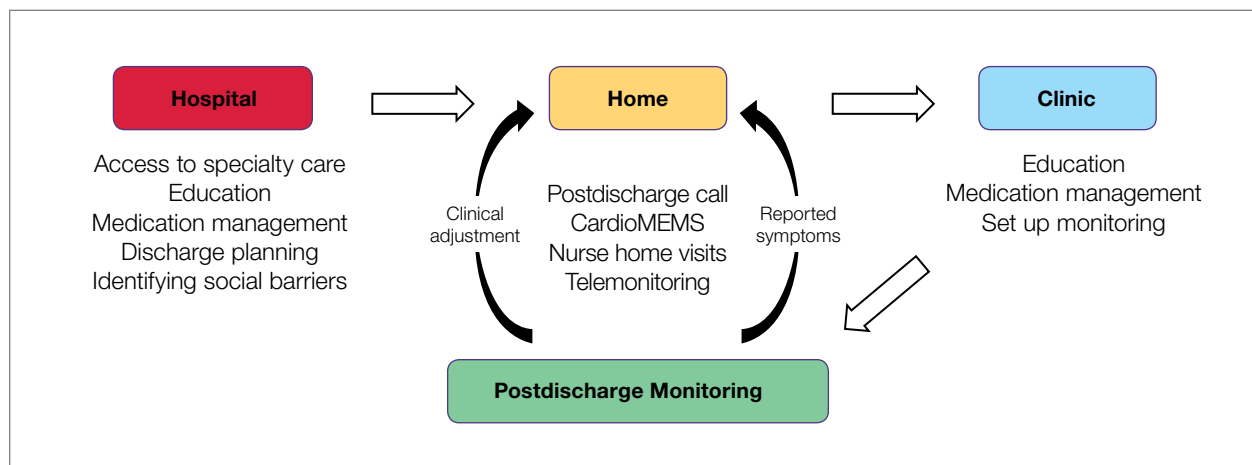 Hospital
Home
Clinic
Access to specialty care
Education
Medication management
Discharge planning
Identifying social barriers
Clinical
adjustment
Postdischarge call
CardioMEMS
Nurse home visits
Telemonitoring
Reported
symptoms
Education
Medication management
Set up monitoring
Postdischarge Monitoring